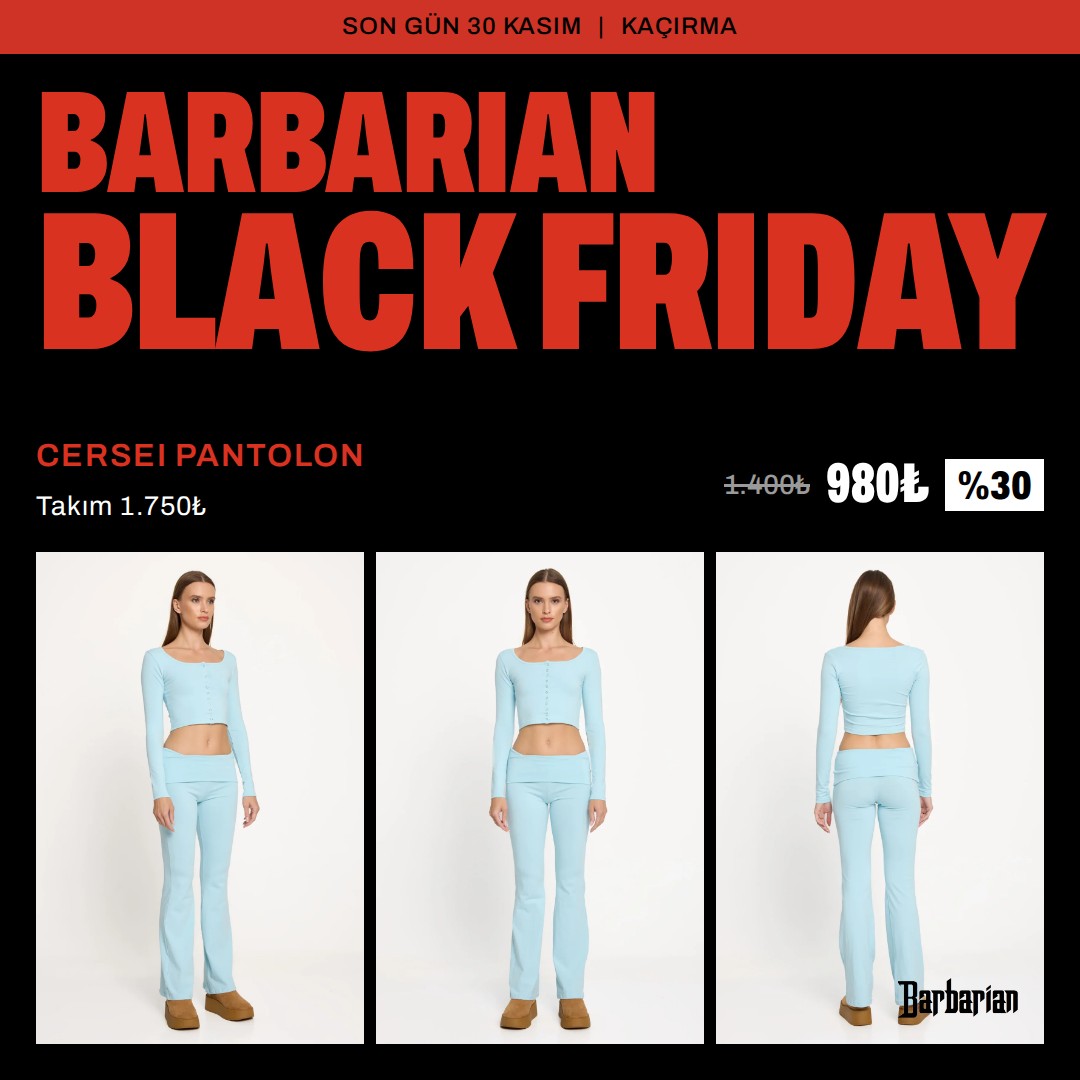 SON GÜN 30 KASIM | KAÇIRMA
BARBARIAN
BLACK FRIDAY
CERSEI PANTOLON
Takım 1.750₺
1.400₺ 980₺ %30
Barbarian